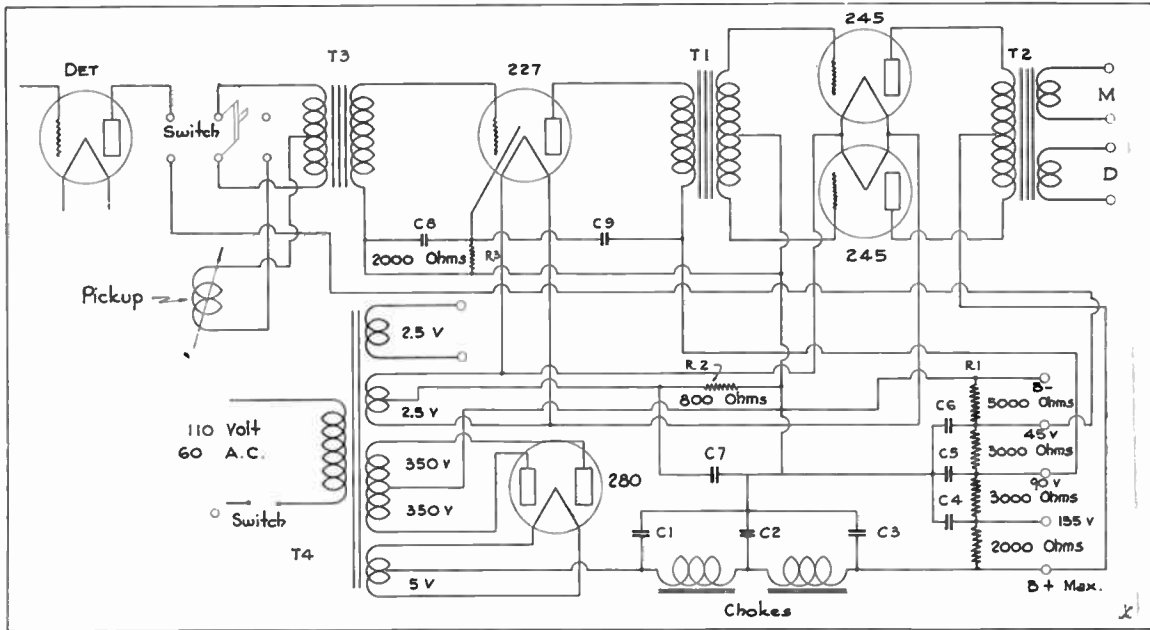 245
T3
T1
T2
DET
227
M
Switch
D
C8
C9
2000 Ohms
R3
245
Pickup
2.5 V
R2
R1
B-
800 Ohms
5000 Ohms
2.5 V
C6
45 V
110 Volt
60 A.C.
350 V
C7
C5
3000 Ohms
280
90 V
350 V
C4
3000 Ohms
Switch
135 V
C1
C2
C3
2000 Ohms
T4
5 V
B+ Max.
Chokes